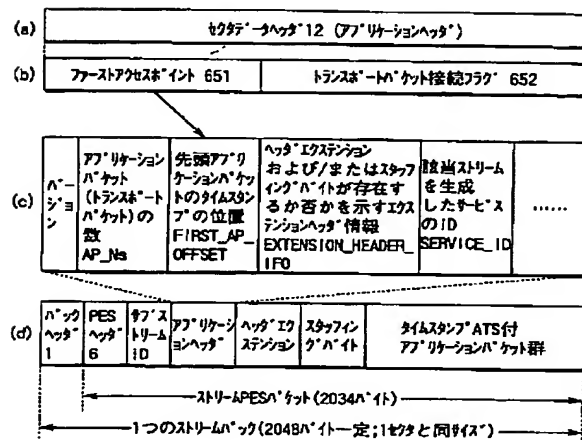 (a)
セクタデータヘッダ12 (アプリケーションヘッダ)
(b)
ファーストアクセスポイント 651
トランスポートパケット接続フラグ 652
(c)
バージョン
アプリケーション
パケット
(トランスポート
パケット)の
数
AP_Ns
先頭アプリ
ケーションパケッ
トのタイムスタ
ンプの位置
FIRST_AP_
OFFSET
ヘッダエクステンション
および/またはスタッフ
ィングバイトが存在す
るか否かを示すエクス
テンションヘッダ情報
EXTENSION_HEADER_
IFO
該当ストリーム
を生成
したサービス
のID
SERVICE_ID
……
(d)
パック
ヘッダ
1
PES
ヘッダ
6
サブス
トリーム
ID
アプリケーシ
ョンヘッダ
ヘッダエク
ステンション
スタッフィン
グバイト
タイムスタンプATS付
アプリケーションパケット群
ストリームPESパケット(2034バイト)
1つのストリームパック(2048バイト一定;1セクタと同サイズ)